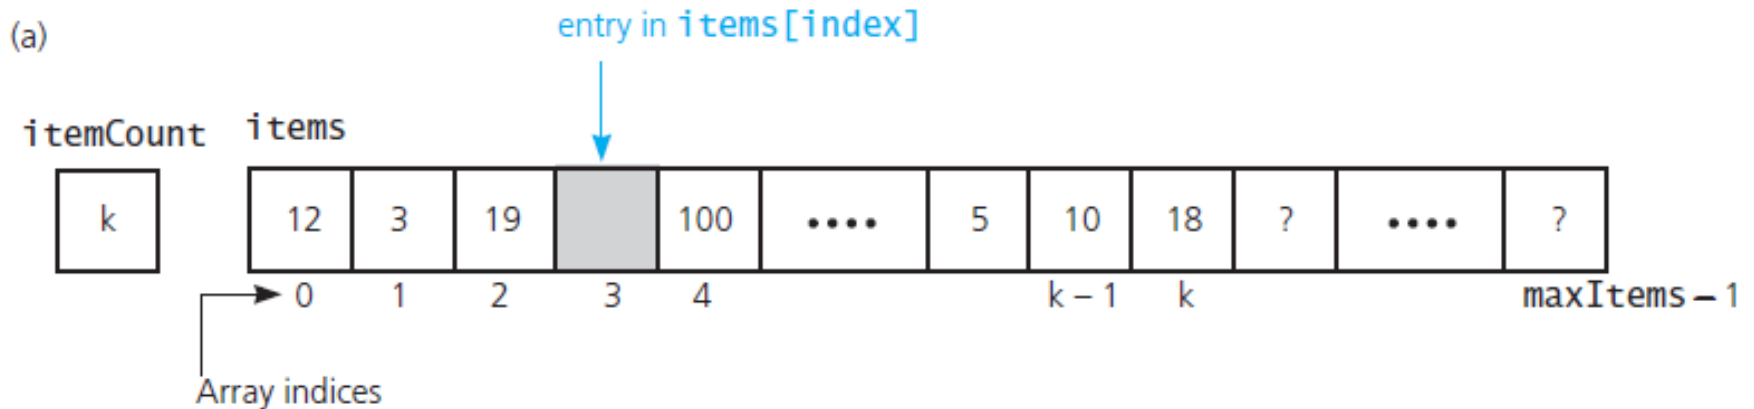 (a)
entry in items[index]
itemCount items
k 12 3 19 100 •••• 5 10 18 ? •••• ?
0 1 2 3 4 k – 1 k maxItems – 1
Array indices